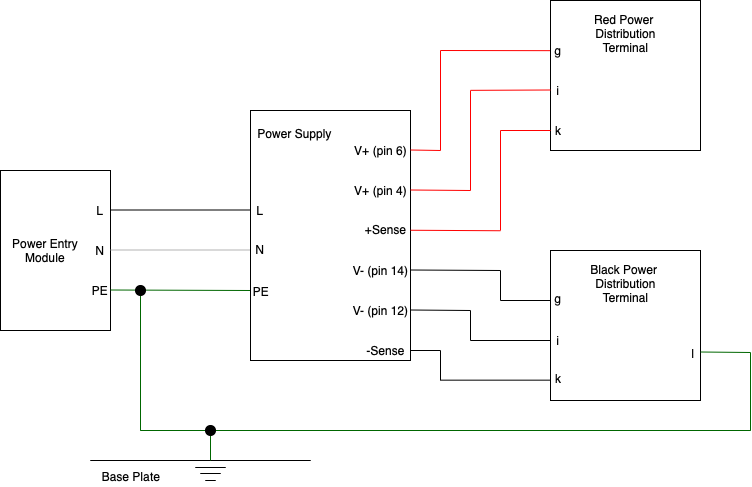 Red Power
Distribution
Terminal
g
i
k
Power Supply
V+ (pin 6)
V+ (pin 4)
+Sense
V- (pin 14)
V- (pin 12)
-Sense
L
N
PE
Power Entry
Module
L
N
PE
Black Power
Distribution
Terminal
g
i
k
l
Base Plate